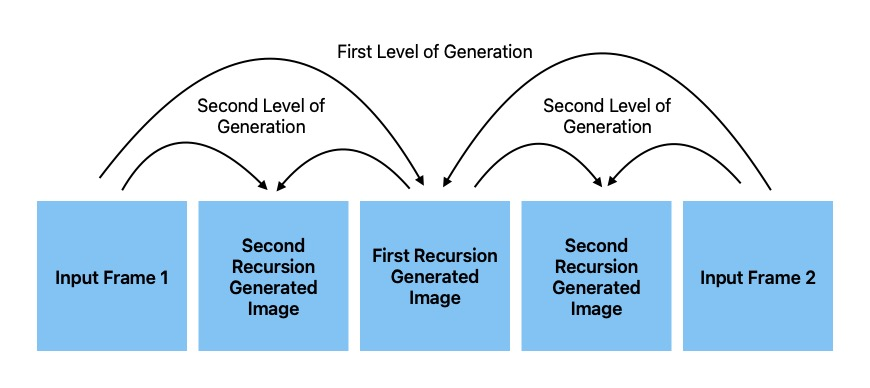 First Level of Generation
Second Level of
Generation
Second Level of
Generation
Input Frame 1
Second
Recursion
Generated
Image
First Recursion
Generated
Image
Second
Recursion
Generated
Image
Input Frame 2